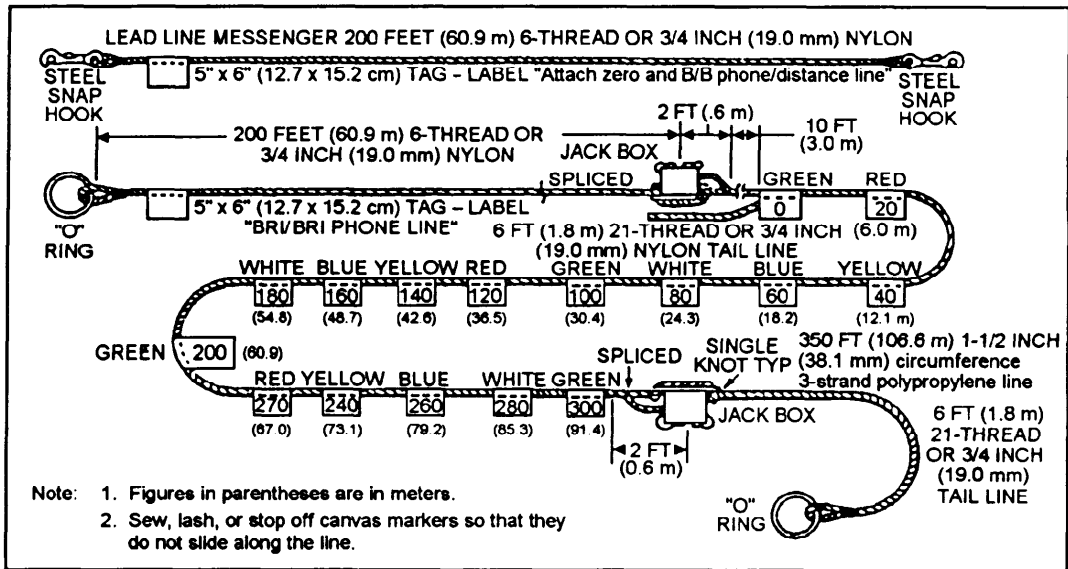 LEAD LINE MESSENGER 200 FEET (60.9 m) 6-THREAD OR 3/4 INCH (19.0 mm) NYLON
STEEL SNAP HOOK
5" x 6" (12.7 x 15.2 cm) TAG – LABEL "Attach zero and B/B phone/distance line"
STEEL SNAP HOOK
200 FEET (60.9 m) 6-THREAD OR
3/4 INCH (19.0 mm) NYLON
2 FT (.6 m)
10 FT
(3.0 m)
JACK BOX
SPLICED
GREEN
RED
0
20
(6.0 m)
"O"
RING
5" x 6" (12.7 x 15.2 cm) TAG – LABEL
"BRI/BRI PHONE LINE"
6 FT (1.8 m) 21-THREAD OR 3/4 INCH
(19.0 mm) NYLON TAIL LINE
WHITE BLUE YELLOW RED GREEN WHITE BLUE YELLOW
180 160 140 120 100 80 60 40
(54.8) (48.7) (42.6) (36.5) (30.4) (24.3) (18.2) (12.1 m)
GREEN 200 (60.9)
SPLICED
SINGLE
KNOT TYP
350 FT (106.6 m) 1-1/2 INCH
(38.1 mm) circumference
3-strand polypropylene line
RED YELLOW BLUE WHITE GREEN
270 240 260 280 300
(67.0) (73.1) (79.2) (85.3) (91.4)
JACK BOX
2 FT
(0.6 m)
6 FT (1.8 m)
21-THREAD
OR 3/4 INCH
(19.0 mm)
TAIL LINE
"O"
RING
Note: 1. Figures in parentheses are in meters.
2. Sew, lash, or stop off canvas markers so that they
do not slide along the line.